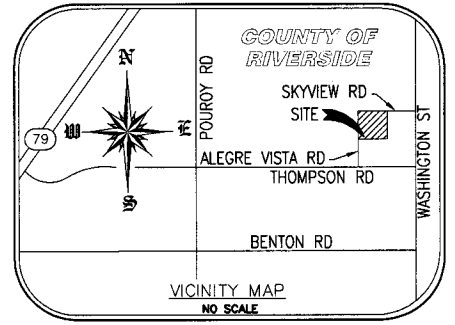 COUNTY OF
RIVERSIDE
N
POUROY RD
SKYVIEW RD
SITE
79
W
E
WASHINGTON ST
ALEGRE VISTA RD
THOMPSON RD
S
BENTON RD
VICINITY MAP
NO SCALE